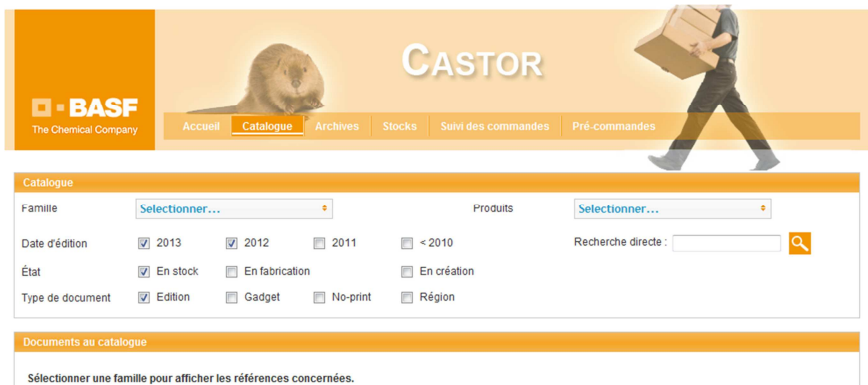 CASTOR
BASF
The Chemical Company
Accueil Catalogue Archives Stocks Suivi des commandes Pré-commandes
Catalogue
Famille Selectionner... Produits Selectionner...
Date d'édition 2013 2012 2011 < 2010 Recherche directe :
État En stock En fabrication En création
Type de document Edition Gadget No-print Région
Documents au catalogue
Sélectionner une famille pour afficher les références concernées.